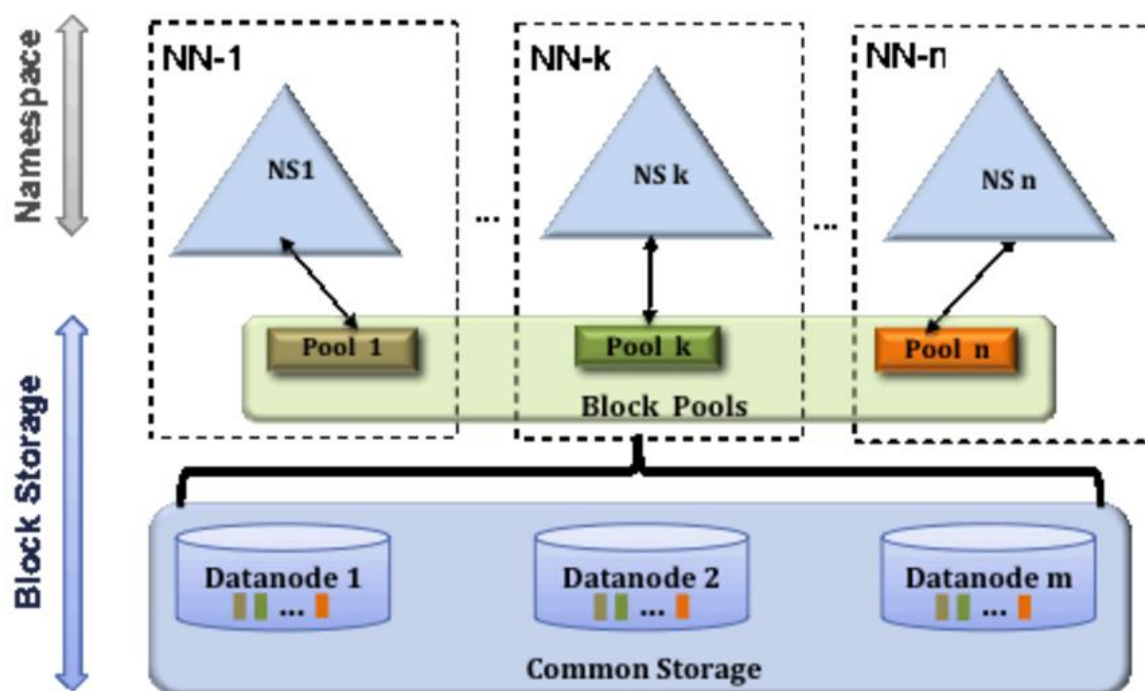 Namespace
NN-1
NN-k
NN-n
NS1
NS k
NS n
...
...
Block Storage
Pool 1
Pool k
Pool n
Block Pools
Datanode 1
...
Datanode 2
...
Datanode m
...
Common Storage